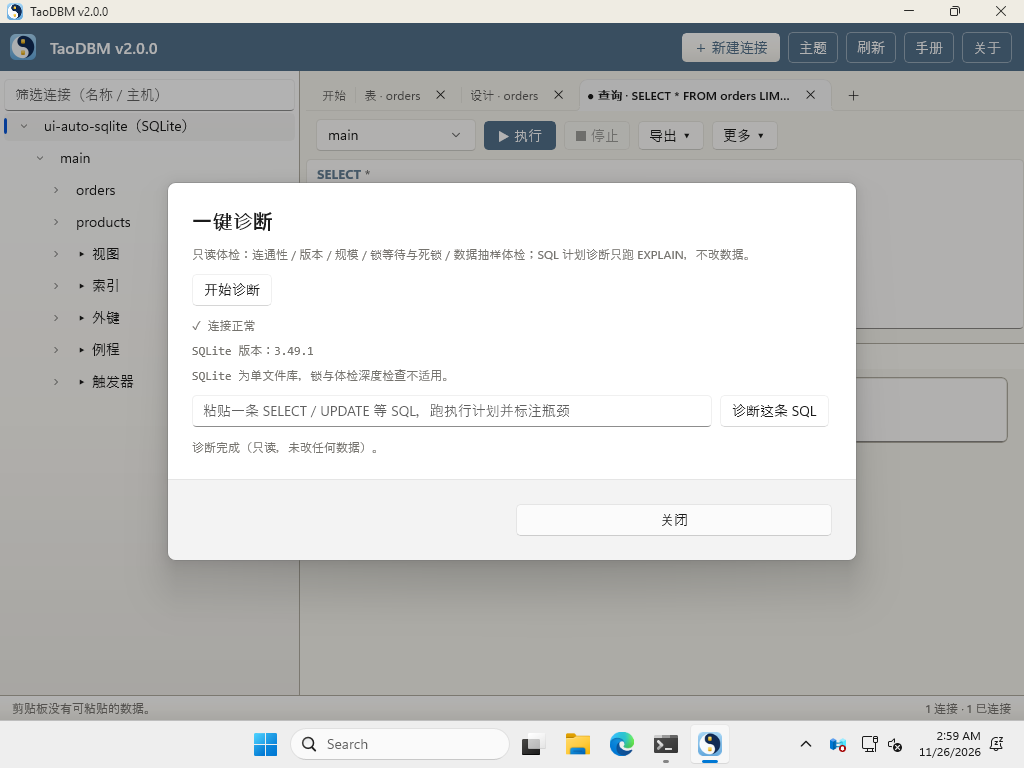 TaoDBM v2.0.0
TaoDBM v2.0.0
+ 新建连接
主题
刷新
手册
关于
筛选连接（名称 / 主机）
ui-auto-sqlite（SQLite）
main
orders
products
视图
索引
外键
例程
触发器
开始
表 · orders
设计 · orders
● 查询 · SELECT * FROM orders LIM...
main
执行
停止
导出
更多
SELECT *
一键诊断
只读体检：连通性 / 版本 / 规模 / 锁等待与死锁 / 数据抽样体检；SQL 计划诊断只跑 EXPLAIN，不改数据。
开始诊断
✓ 连接正常
SQLite 版本：3.49.1
SQLite 为单文件库，锁与体检深度检查不适用。
粘贴一条 SELECT / UPDATE 等 SQL，跑执行计划并标注瓶颈
诊断这条 SQL
诊断完成（只读，未改任何数据）。
关闭
剪贴板没有可粘贴的数据。
1 连接 · 1 已连接
Search
2:59 AM
11/26/2026